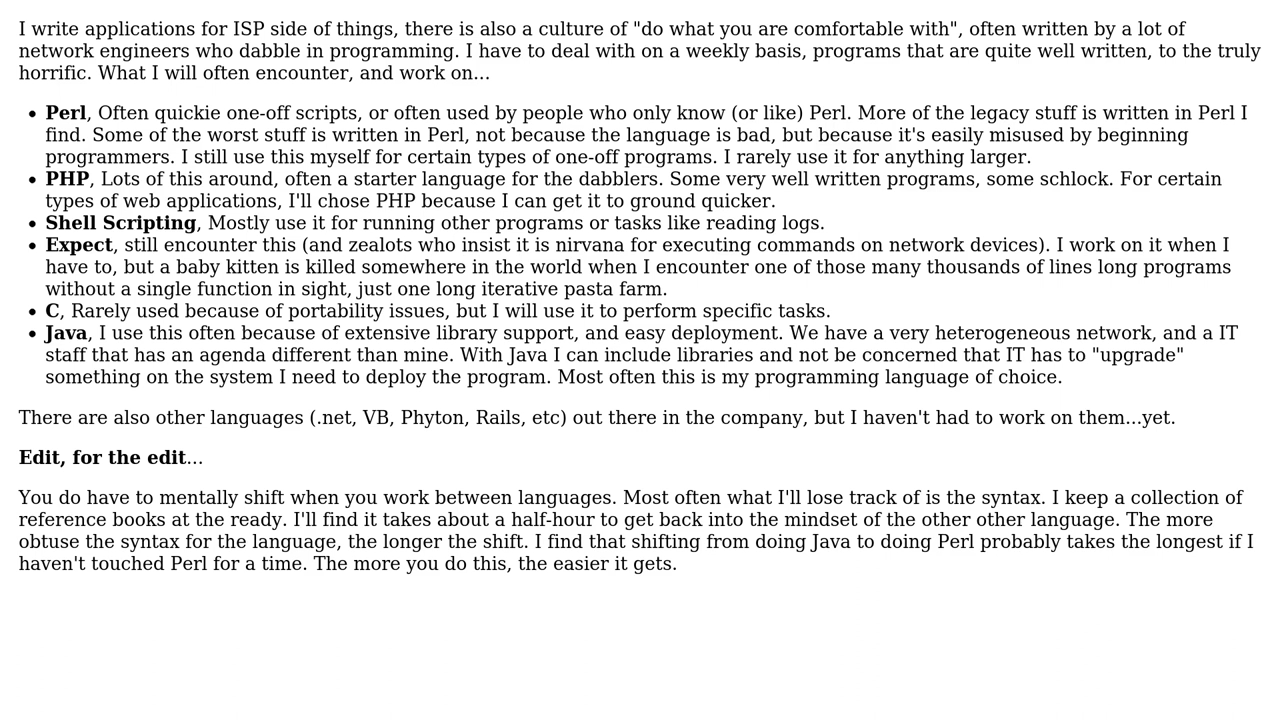 I write applications for ISP side of things, there is also a culture of "do what you are comfortable with", often written by a lot of
network engineers who dabble in programming. I have to deal with on a weekly basis, programs that are quite well written, to the truly
horrific. What I will often encounter, and work on...
• Perl, Often quickie one-off scripts, or often used by people who only know (or like) Perl. More of the legacy stuff is written in Perl I
find. Some of the worst stuff is written in Perl, not because the language is bad, but because it's easily misused by beginning
programmers. I still use this myself for certain types of one-off programs. I rarely use it for anything larger.
• PHP, Lots of this around, often a starter language for the dabblers. Some very well written programs, some schlock. For certain
types of web applications, I'll chose PHP because I can get it to ground quicker.
• Shell Scripting, Mostly use it for running other programs or tasks like reading logs.
• Expect, still encounter this (and zealots who insist it is nirvana for executing commands on network devices). I work on it when I
have to, but a baby kitten is killed somewhere in the world when I encounter one of those many thousands of lines long programs
without a single function in sight, just one long iterative pasta farm.
• C, Rarely used because of portability issues, but I will use it to perform specific tasks.
• Java, I use this often because of extensive library support, and easy deployment. We have a very heterogeneous network, and a IT
staff that has an agenda different than mine. With Java I can include libraries and not be concerned that IT has to "upgrade"
something on the system I need to deploy the program. Most often this is my programming language of choice.
There are also other languages (.net, VB, Phyton, Rails, etc) out there in the company, but I haven't had to work on them...yet.
Edit, for the edit...
You do have to mentally shift when you work between languages. Most often what I'll lose track of is the syntax. I keep a collection of
reference books at the ready. I'll find it takes about a half-hour to get back into the mindset of the other other language. The more
obtuse the syntax for the language, the longer the shift. I find that shifting from doing Java to doing Perl probably takes the longest if I
haven't touched Perl for a time. The more you do this, the easier it gets.